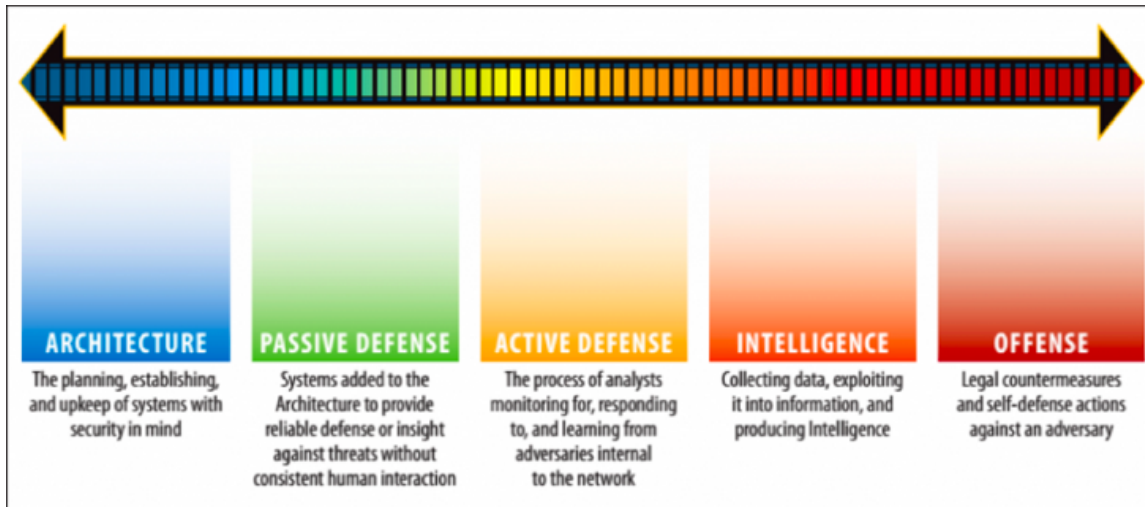 ARCHITECTURE
The planning, establishing,
and upkeep of systems with
security in mind
PASSIVE DEFENSE
Systems added to the
Architecture to provide
reliable defense or insight
against threats without
consistent human interaction
ACTIVE DEFENSE
The process of analysts
monitoring for, responding
to, and learning from
adversaries internal
to the network
INTELLIGENCE
Collecting data, exploiting
it into information, and
producing Intelligence
OFFENSE
Legal countermeasures
and self-defense actions
against an adversary